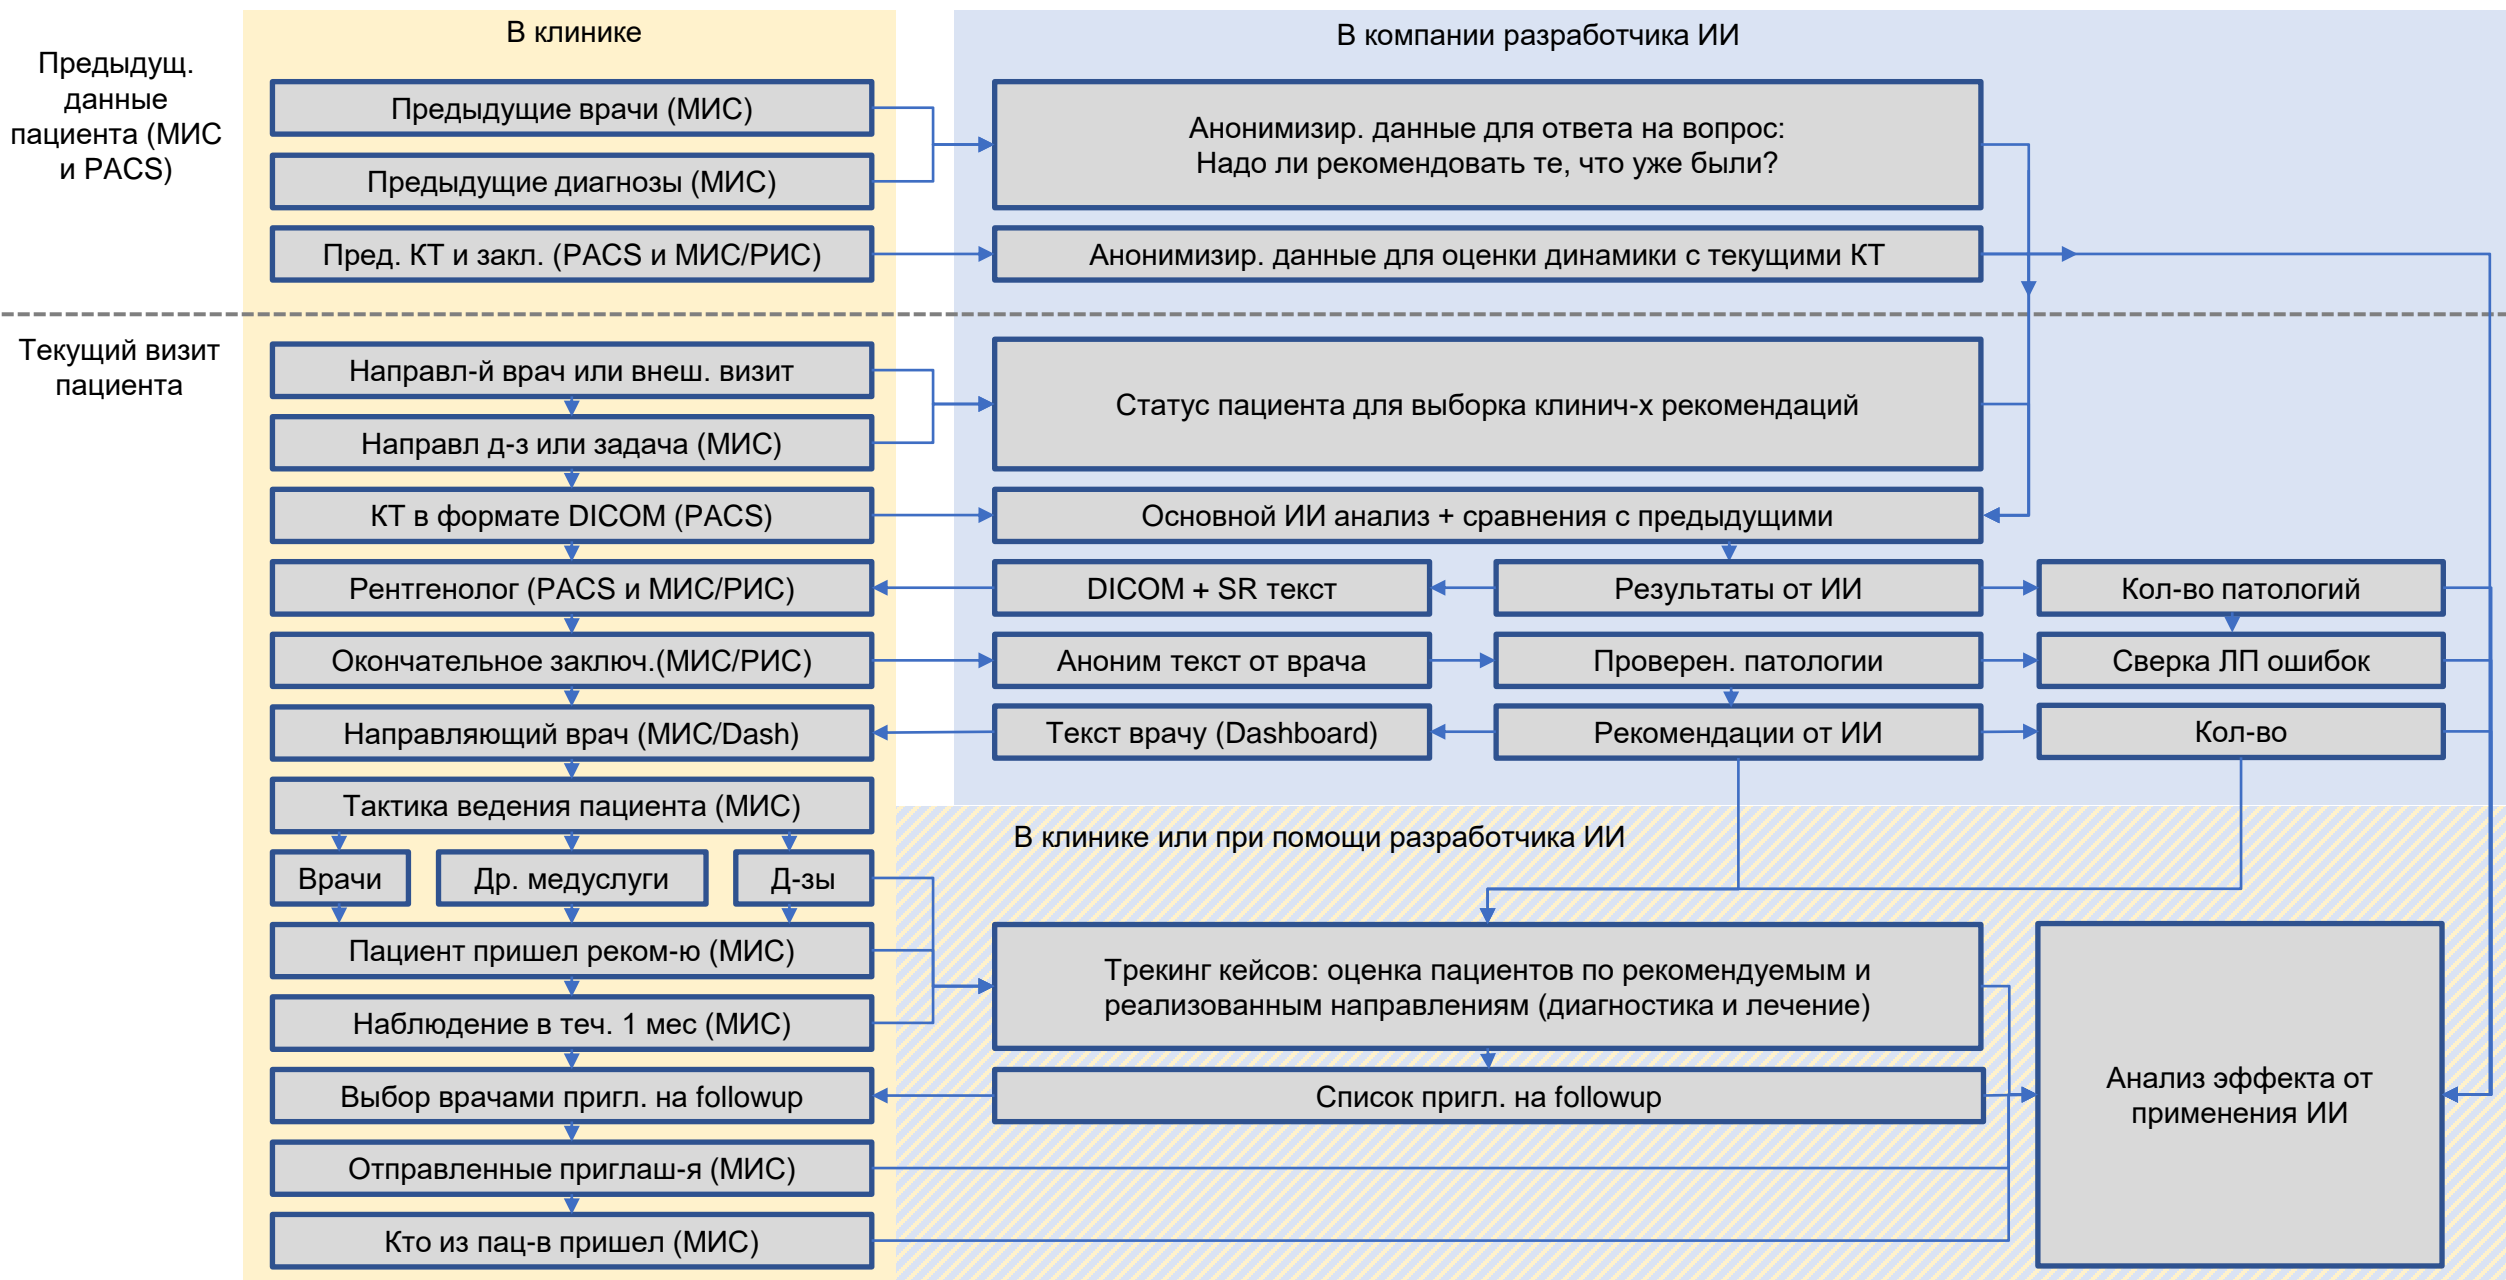 В клинике
В компании разработчика ИИ
Предыдущ.
данные
пациента (МИС
и PACS)
Предыдущие врачи (МИС)
Предыдущие диагнозы (МИС)
Анонимизир. данные для ответа на вопрос:
Надо ли рекомендовать те, что уже были?
Пред. КТ и закл. (PACS и МИС/РИС)
Анонимизир. данные для оценки динамики с текущими КТ
Текущий визит
пациента
Направл-й врач или внеш. визит
Направл д-з или задача (МИС)
Статус пациента для выборка клинич-х рекомендаций
КТ в формате DICOM (PACS)
Основной ИИ анализ + сравнения с предыдущими
Рентгенолог (PACS и МИС/РИС)
DICOM + SR текст
Результаты от ИИ
Кол-во патологий
Окончательное заключ.(МИС/РИС)
Аноним текст от врача
Проверен. патологии
Сверка ЛП ошибок
Направляющий врач (МИС/Dash)
Текст врачу (Dashboard)
Рекомендации от ИИ
Кол-во
Тактика ведения пациента (МИС)
В клинике или при помощи разработчика ИИ
Врачи
Др. медуслуги
Д-зы
Пациент пришел реком-ю (МИС)
Наблюдение в теч. 1 мес (МИС)
Трекинг кейсов: оценка пациентов по рекомендуемым и
реализованным направлениям (диагностика и лечение)
Выбор врачами пригл. на followup
Список пригл. на followup
Анализ эффекта от
применения ИИ
Отправленные приглаш-я (МИС)
Кто из пац-в пришел (МИС)